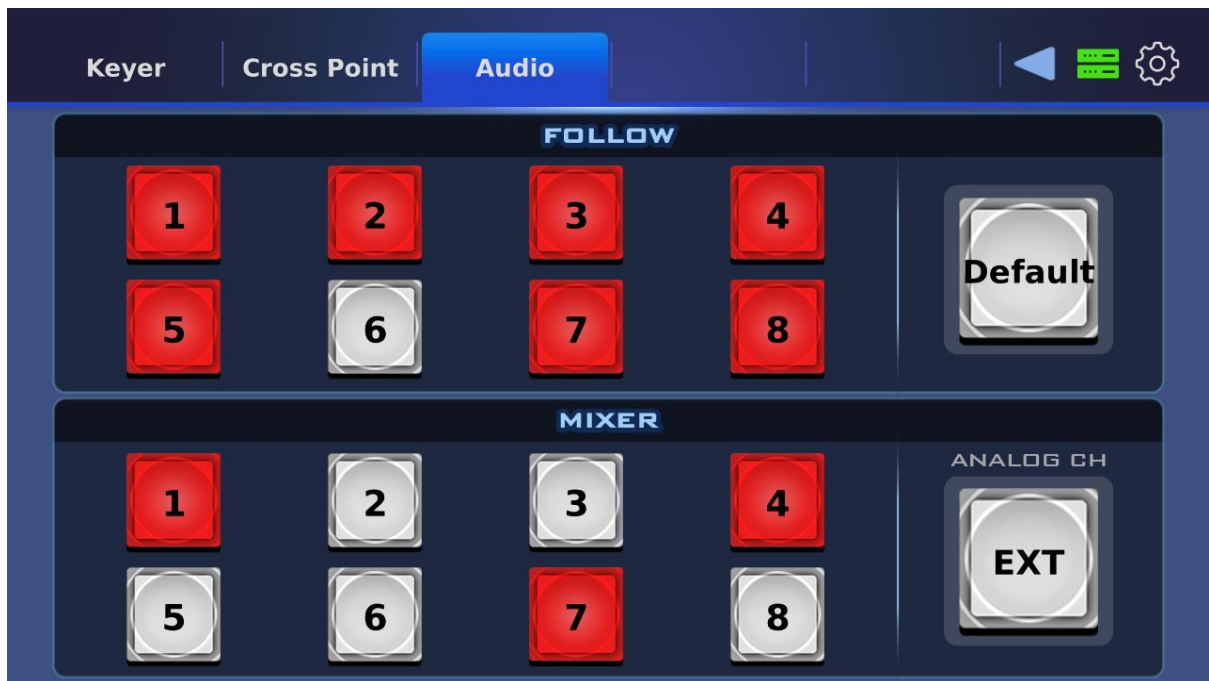 Keyer Cross Point Audio
FOLLOW
1 2 3 4
Default
5 6 7 8
MIXER
ANALOG CH
1 2 3 4
EXT
5 6 7 8